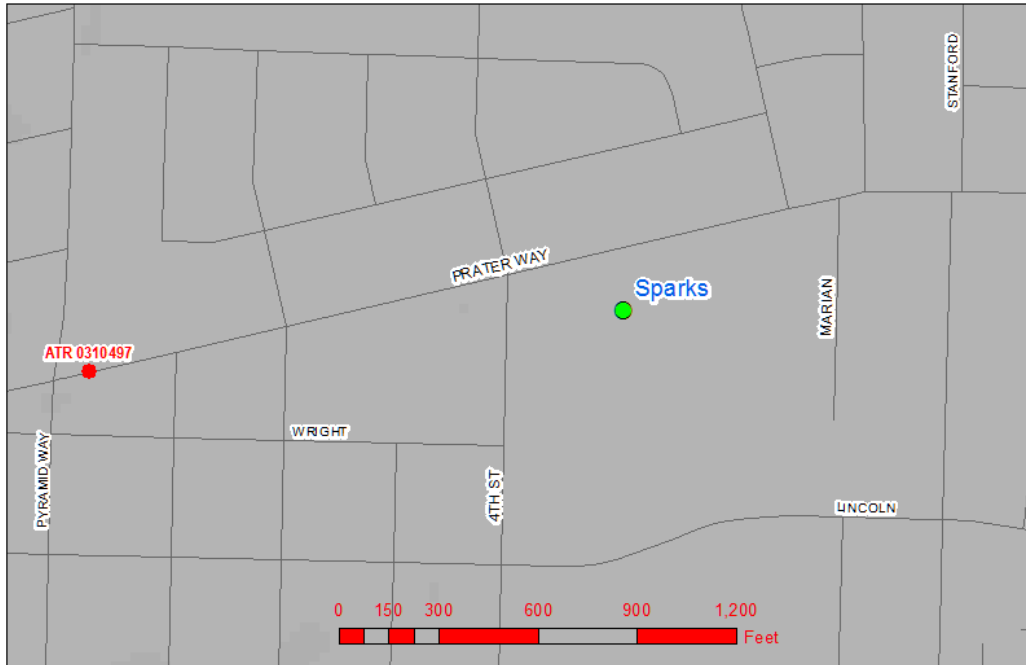 STANFORD
PRATER WAY
Sparks
MARIAN
ATR 0310497
WRIGHT
PYRAMID WAY
4TH ST
LINCOLN
0 150 300 600 900 1,200
Feet